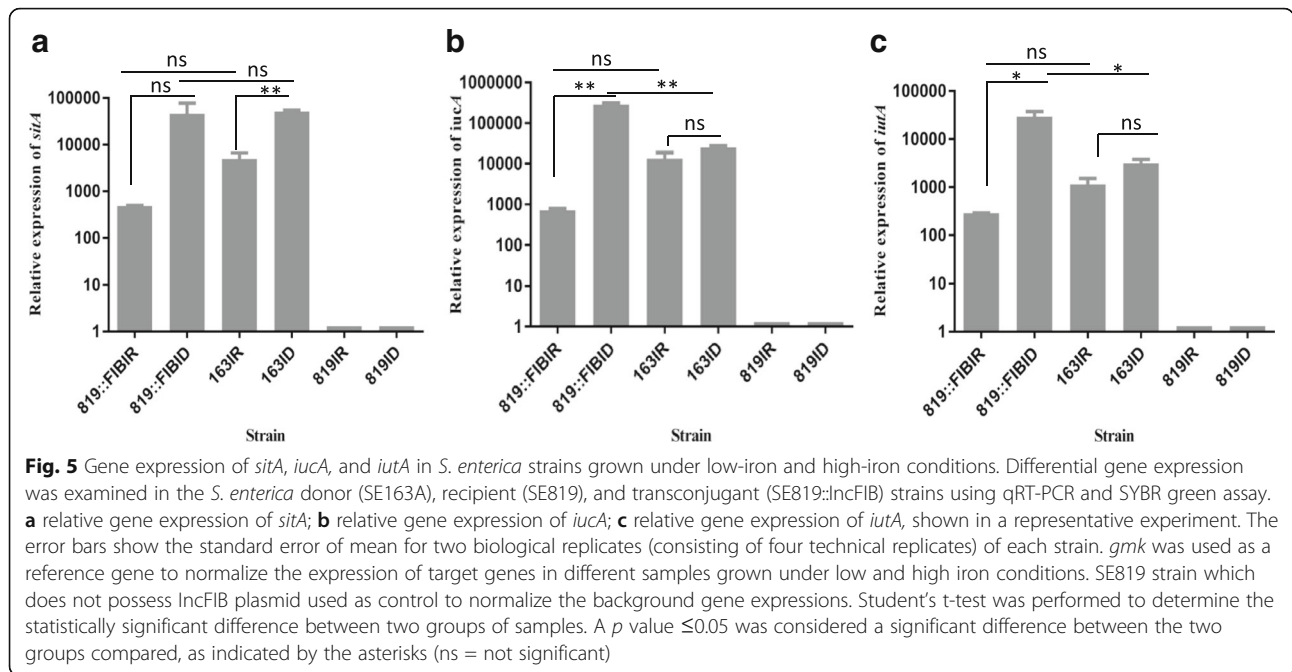 a
ns
ns
ns
**
Relative expression of sitA
100000
10000
1000
100
10
1
819::FIBIR
819::FIBID
163IR
163ID
819IR
819ID
Strain
b
ns
**
**
ns
Relative expression of iucA
1000000
100000
10000
1000
100
10
1
819::FIBIR
819::FIBID
163IR
163ID
819IR
819ID
Strain
c
ns
*
*
ns
Relative expression of iutA
100000
10000
1000
100
10
1
819::FIBIR
819::FIBID
163IR
163ID
819IR
819ID
Strain
Fig. 5 Gene expression of sitA, iucA, and iutA in S. enterica strains grown under low-iron and high-iron conditions. Differential gene expression
was examined in the S. enterica donor (SE163A), recipient (SE819), and transconjugant (SE819::IncFIB) strains using qRT-PCR and SYBR green assay.
a relative gene expression of sitA; b relative gene expression of iucA; c relative gene expression of iutA, shown in a representative experiment. The
error bars show the standard error of mean for two biological replicates (consisting of four technical replicates) of each strain. gmk was used as a
reference gene to normalize the expression of target genes in different samples grown under low and high iron conditions. SE819 strain which
does not possess IncFIB plasmid used as control to normalize the background gene expressions. Student's t-test was performed to determine the
statistically significant difference between two groups of samples. A p value ≤0.05 was considered a significant difference between the two
groups compared, as indicated by the asterisks (ns = not significant)